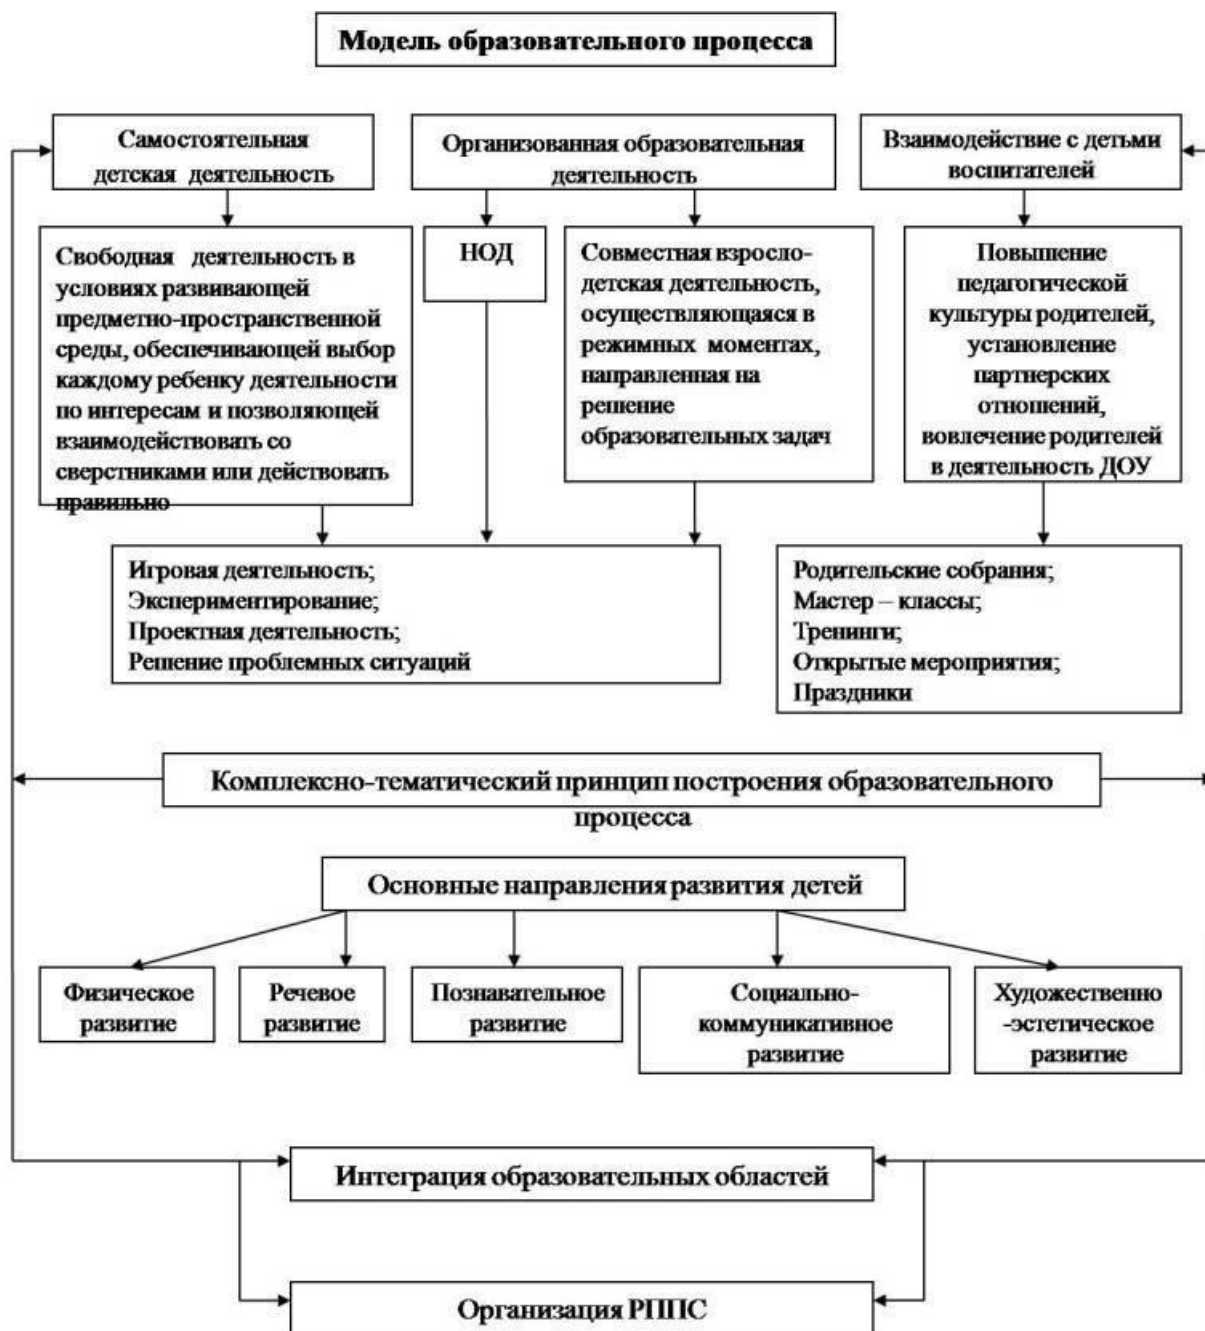 Модель образовательного процесса
Самостоятельная
детская деятельность
Организованная образовательная
деятельность
Взаимодействие с детьми
воспитателей
Свободная деятельность в
условиях развивающей
предметно-пространственной
среды, обеспечивающей выбор
каждому ребенку деятельности
по интересам и позволяющей
взаимодействовать со
сверстниками или действовать
правильно
НОД
Совместная взросло-
детская деятельность,
осуществляющаяся в
режимных моментах,
направленная на
решение
образовательных задач
Повышение
педагогической
культуры родителей,
установление
партнерских
отношений,
вовлечение родителей
в деятельность ДОУ
Игровая деятельность;
Экспериментирование;
Проектная деятельность;
Решение проблемных ситуаций
Родительские собрания;
Мастер – классы;
Тренинги;
Открытые мероприятия;
Праздники
Комплексно-тематический принцип построения образовательного
процесса
Основные направления развития детей
Физическое
развитие
Речевое
развитие
Познавательное
развитие
Социально-
коммуникативное
развитие
Художественно
-эстетическое
развитие
Интеграция образовательных областей
Организация РППС